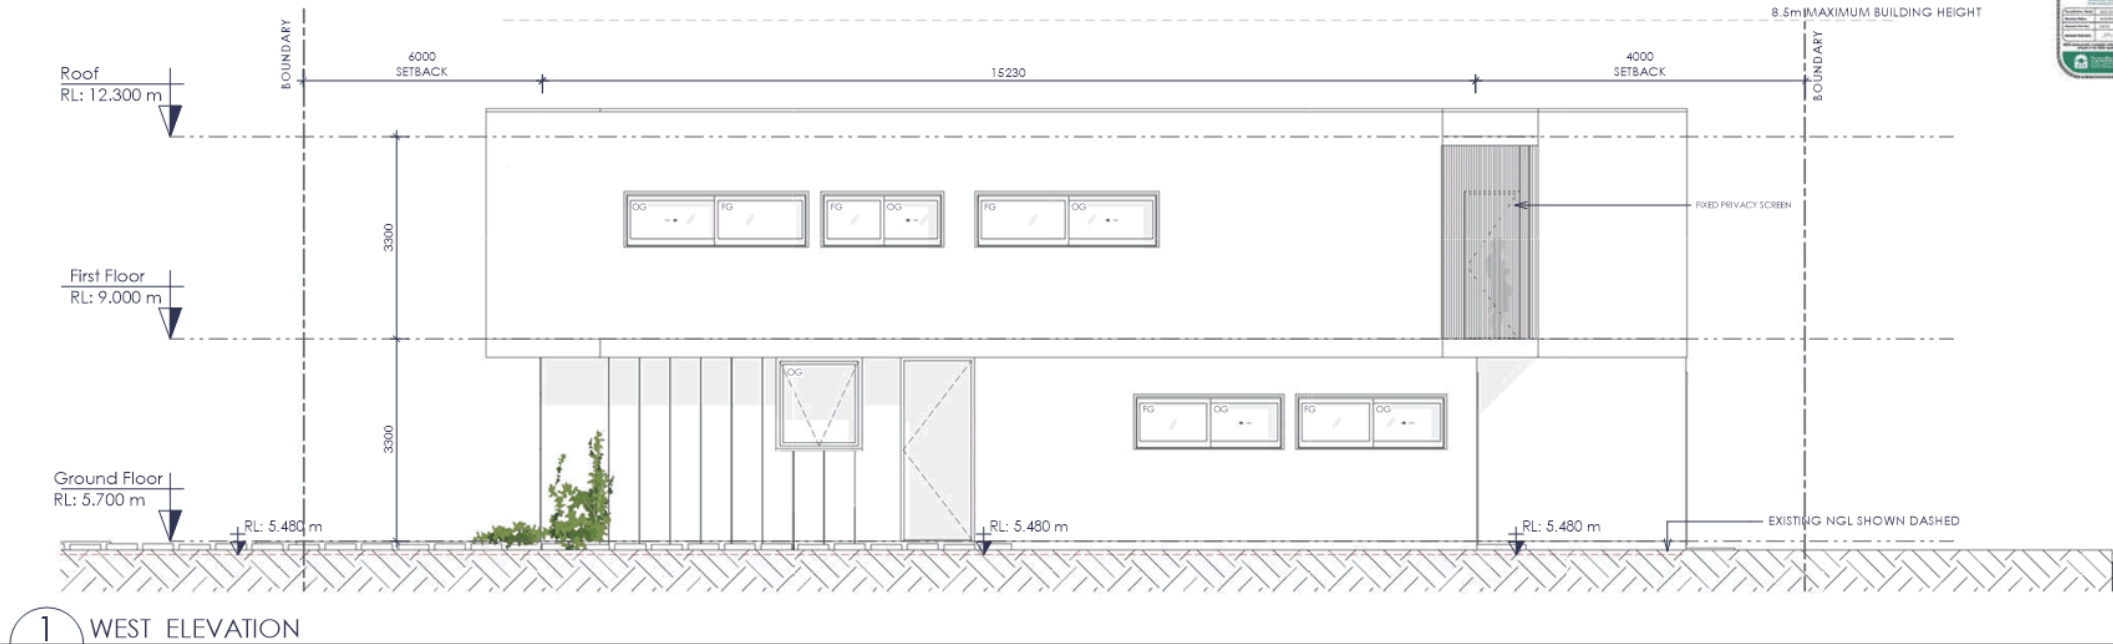 8.5m MAXIMUM BUILDING HEIGHT
BOUNDARY
6000
SETBACK
15230
4000
SETBACK
BOUNDARY
Roof
RL: 12.300 m
3300
OG
FG
FG
OG
FG
OG
FIXED PRIVACY SCREEN
First Floor
RL: 9.000 m
3300
OG
FG
OG
FG
OG
Ground Floor
RL: 5.700 m
RL: 5.480 m
RL: 5.480 m
RL: 5.480 m
EXISTING NGL SHOWN DASHED
1 WEST ELEVATION